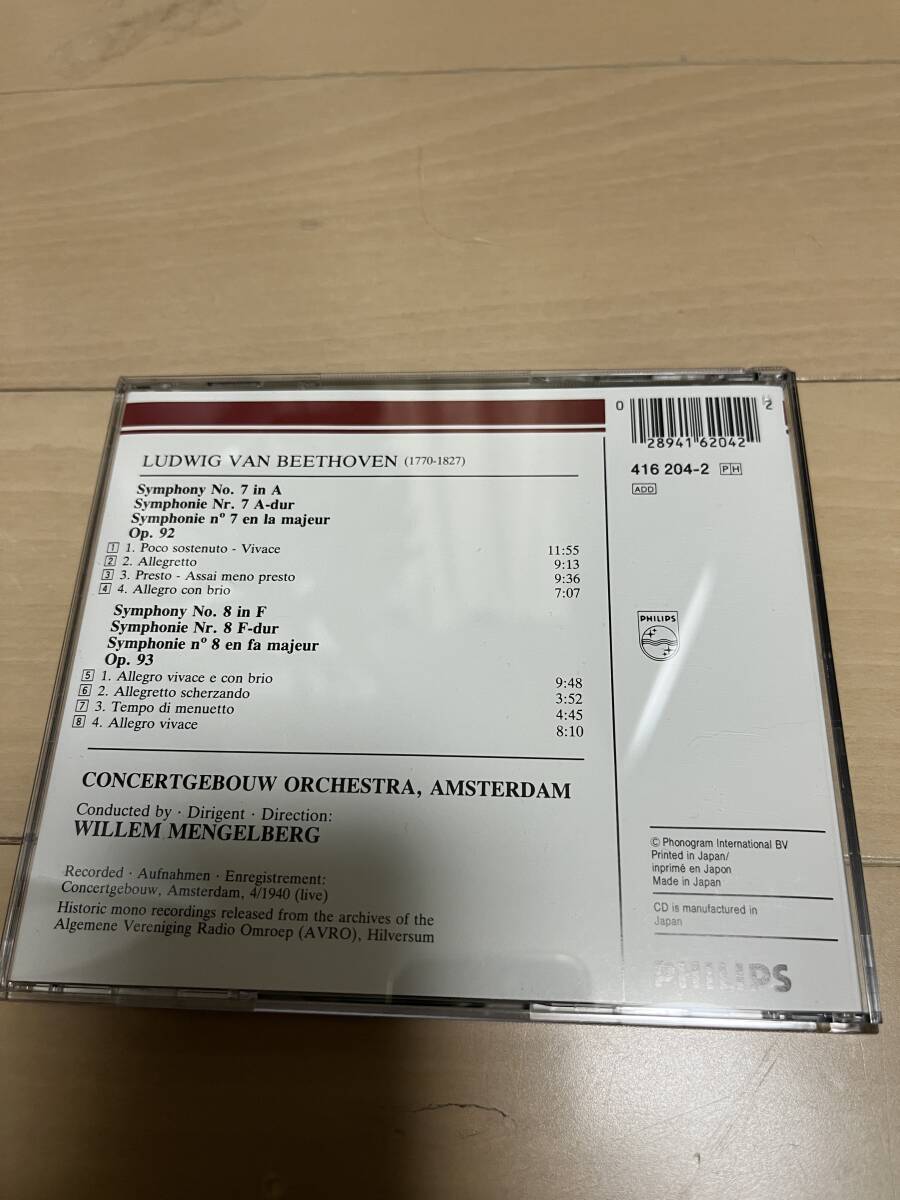 LUDWIG VAN BEETHOVEN (1770-1827)
Symphony No. 7 in A
Symphonie Nr. 7 A-dur
Symphonie nº 7 en la majeur
Op. 92
1 1. Poco sostenuto - Vivace 11:55
2 2. Allegretto 9:13
3 3. Presto - Assai meno presto 9:36
4 4. Allegro con brio 7:07
Symphony No. 8 in F
Symphonie Nr. 8 F-dur
Symphonie nº 8 en fa majeur
Op. 93
5 1. Allegro vivace e con brio 9:48
6 2. Allegretto scherzando 3:52
7 3. Tempo di menuetto 4:45
8 4. Allegro vivace 8:10
CONCERTGEBOUW ORCHESTRA, AMSTERDAM
Conducted by · Dirigent · Direction:
WILLEM MENGELBERG
Recorded · Aufnahmen · Enregistrement:
Concertgebouw, Amsterdam, 4/1940 (live)
Historic mono recordings released from the archives of the
Algemene Vereniging Radio Omroep (AVRO), Hilversum
0 28941 62042 2
416 204-2 PH
ADD
PHILIPS
© Phonogram International BV
Printed in Japan/
inprimé en Japon
Made in Japan
CD is manufactured in
Japan
PHILIPS